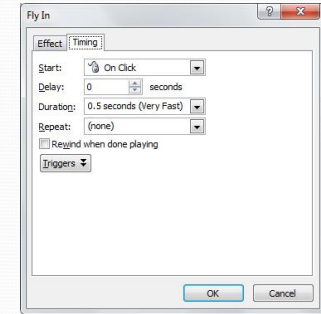 Fly In
Effect Timing
Start: On Click
Delay: 0 seconds
Duration: 0.5 seconds (Very Fast)
Repeat: (none)
Rewind when done playing
Triggers
OK Cancel